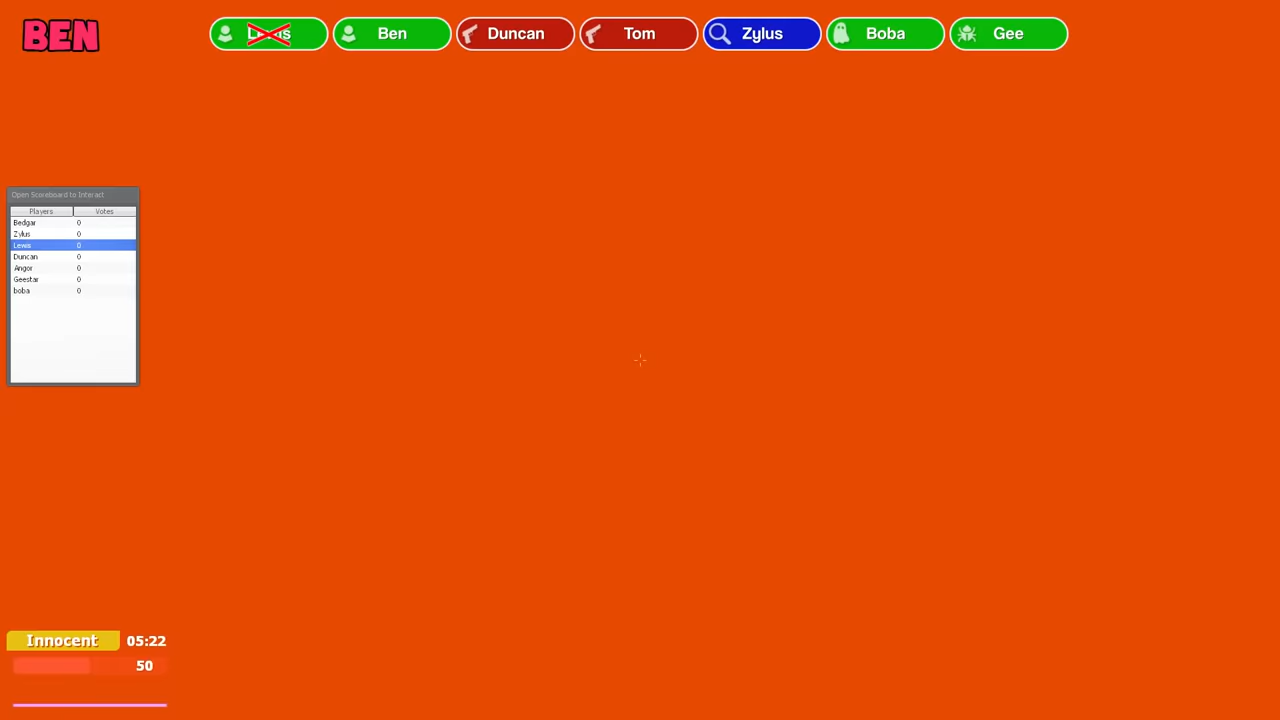 BEN
Lewis
Ben
Duncan
Tom
Zylus
Boba
Gee
Open Scoreboard to Interact
Players Votes
Bedgar 0
Zylus 0
Lewis 0
Duncan 0
Angor 0
Geestar 0
boba 0
Innocent 05:22
50